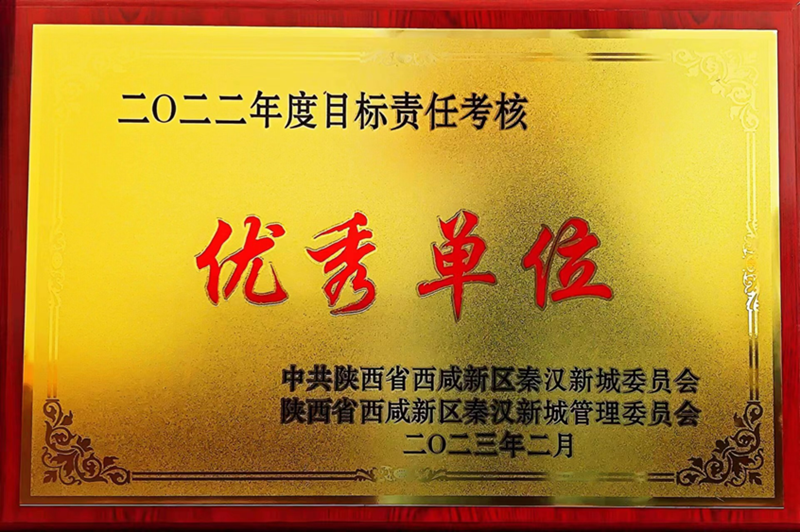 二〇二二年度目标责任考核
优秀单位
中共陕西省西咸新区秦汉新城委员会
陕西省西咸新区秦汉新城管理委员会
二〇二三年二月